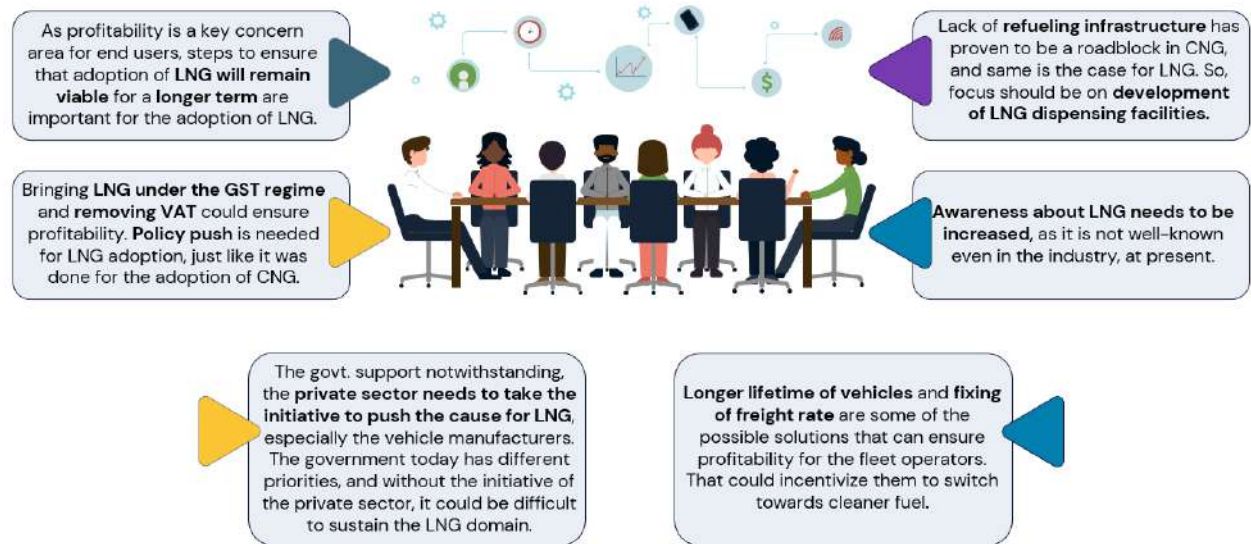 As profitability is a key concern
area for end users, steps to ensure
that adoption of LNG will remain
viable for a longer term are
important for the adoption of LNG.
Lack of refueling infrastructure has
proven to be a roadblock in CNG,
and same is the case for LNG. So,
focus should be on development
of LNG dispensing facilities.
Bringing LNG under the GST regime
and removing VAT could ensure
profitability. Policy push is needed
for LNG adoption, just like it was
done for the adoption of CNG.
Awareness about LNG needs to be
increased, as it is not well-known
even in the industry, at present.
The govt. support notwithstanding,
the private sector needs to take the
initiative to push the cause for LNG,
especially the vehicle manufacturers.
The government today has different
priorities, and without the initiative of
the private sector, it could be difficult
to sustain the LNG domain.
Longer lifetime of vehicles and fixing
of freight rate are some of the
possible solutions that can ensure
profitability for the fleet operators.
That could incentivize them to switch
towards cleaner fuel.
$